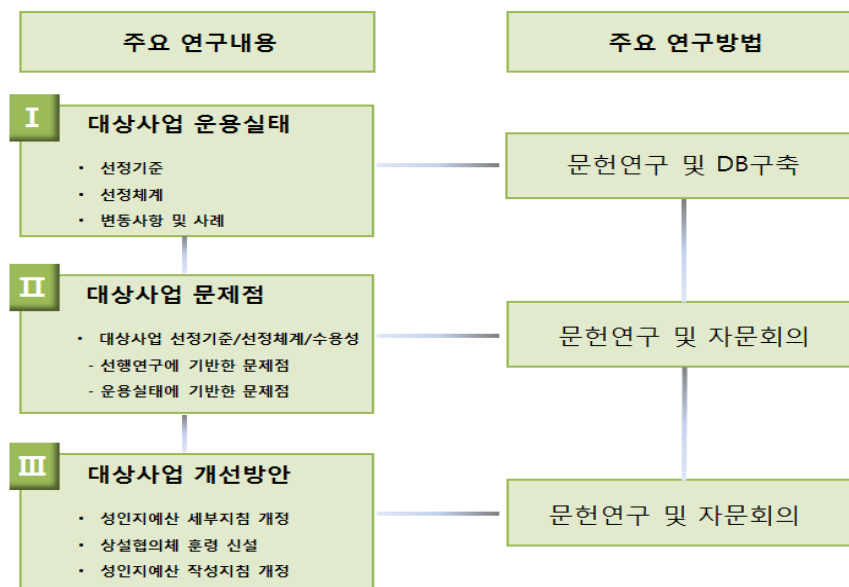 주요 연구내용
주요 연구방법
Ⅰ
대상사업 운용실태
· 선정기준
· 선정체계
· 변동사항 및 사례
문헌연구 및 DB구축
Ⅱ
대상사업 문제점
· 대상사업 선정기준/선정체계/수용성
- 선행연구에 기반한 문제점
- 운용실태에 기반한 문제점
문헌연구 및 자문회의
Ⅲ
대상사업 개선방안
· 성인지예산 세부지침 개정
· 상설협의체 훈령 신설
· 성인지예산 작성지침 개정
문헌연구 및 자문회의